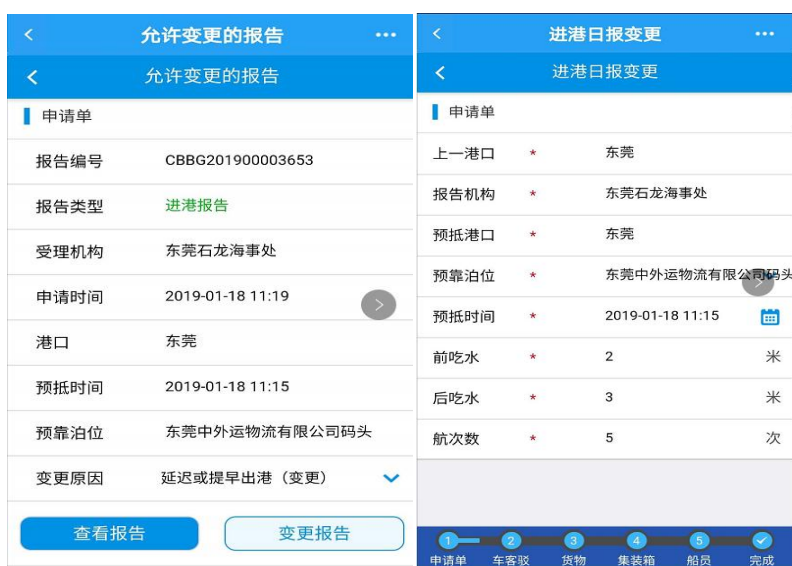 允许变更的报告
允许变更的报告
申请单
报告编号 CBBG201900003653
报告类型 进港报告
受理机构 东莞石龙海事处
申请时间 2019-01-18 11:19
港口 东莞
预抵时间 2019-01-18 11:15
预靠泊位 东莞中外运物流有限公司码头
变更原因 延迟或提早出港（变更）
查看报告 变更报告
进港日报变更
进港日报变更
申请单
上一港口 * 东莞
报告机构 * 东莞石龙海事处
预抵港口 * 东莞
预靠泊位 * 东莞中外运物流有限公司码头
预抵时间 * 2019-01-18 11:15
前吃水 * 2 米
后吃水 * 3 米
航次数 * 5 次
1 2 3 4 5
申请单 车客驳 货物 集装箱 船员 完成